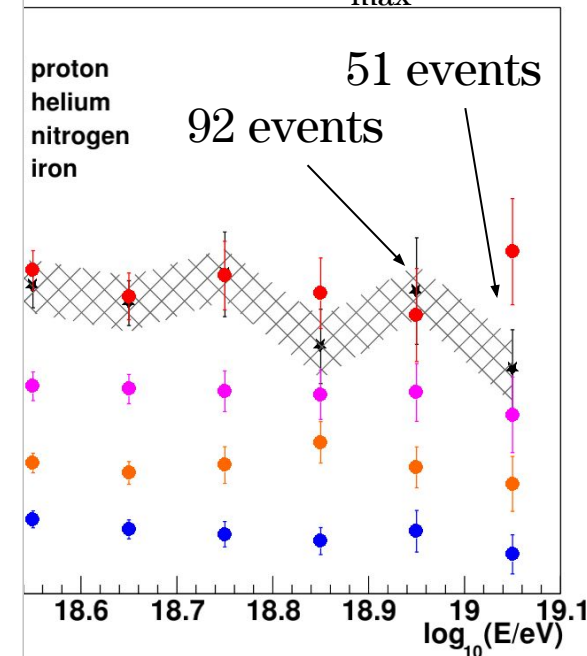 max
51 events
92 events
proton
helium
nitrogen
iron
18.6 18.7 18.8 18.9 19 19.1
log10(E/eV)